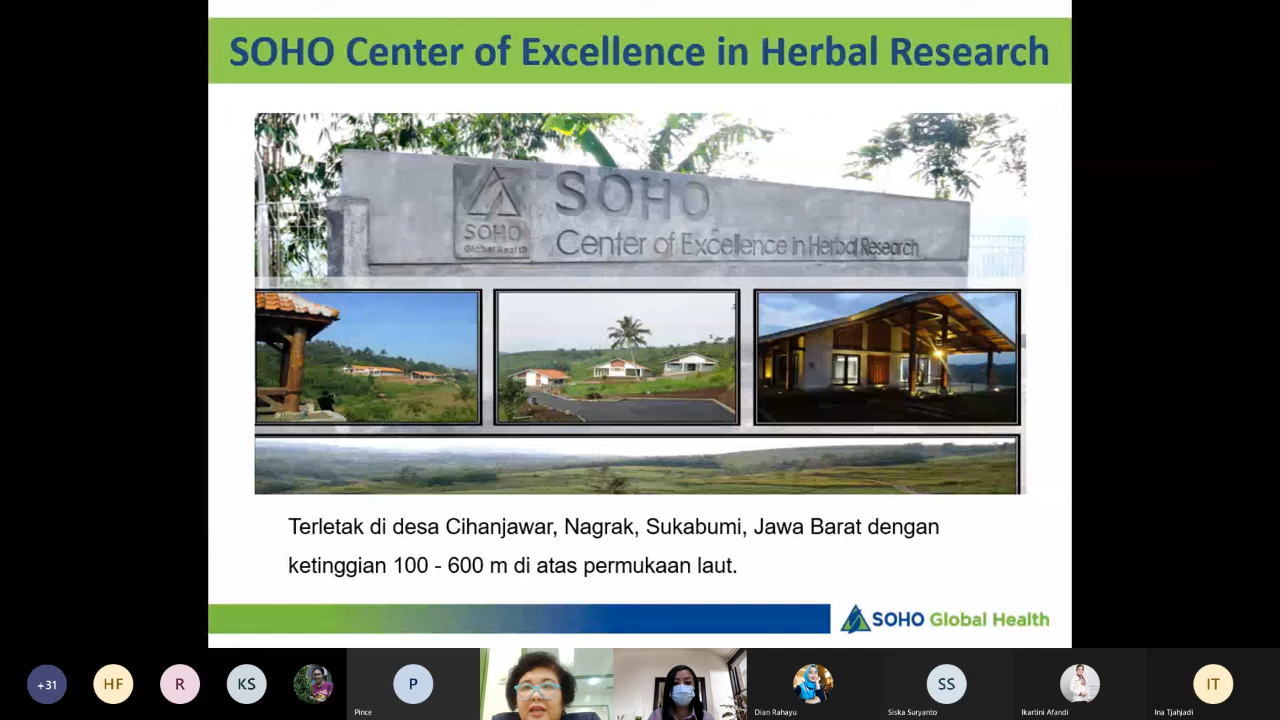 SOHO Center of Excellence in Herbal Research
SOHO
SOHO
Global Health
Center of Excellence in Herbal Research
Terletak di desa Cihanjawar, Nagrak, Sukabumi, Jawa Barat dengan
ketinggian 100 - 600 m di atas permukaan laut.
SOHO Global Health
+31
HF
R
KS
P
Pince
Dian Rahayu
SS
Siska Suryanto
Ikartini Afandi
IT
Ina Tjahjadi